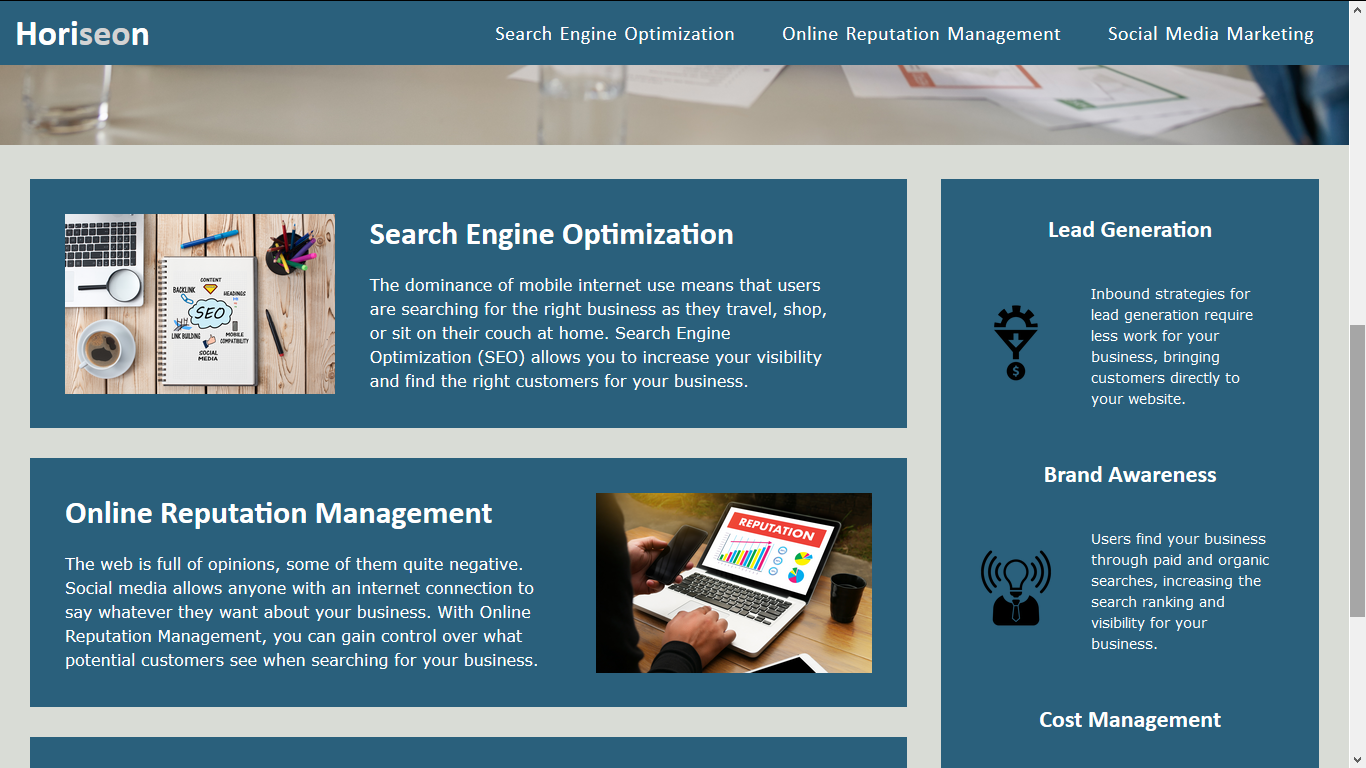 Horiseon
Search Engine Optimization
Online Reputation Management
Social Media Marketing
Search Engine Optimization
The dominance of mobile internet use means that users
are searching for the right business as they travel, shop,
or sit on their couch at home. Search Engine
Optimization (SEO) allows you to increase your visibility
and find the right customers for your business.
CONTENT
BACKLINK
HEADINGS
SEO
LINK BUILDING
MOBILE
COMPATIBILITY
SOCIAL
MEDIA
Online Reputation Management
The web is full of opinions, some of them quite negative.
Social media allows anyone with an internet connection to
say whatever they want about your business. With Online
Reputation Management, you can gain control over what
potential customers see when searching for your business.
REPUTATION
Lead Generation
Inbound strategies for
lead generation require
less work for your
business, bringing
customers directly to
your website.
$
Brand Awareness
Users find your business
through paid and organic
searches, increasing the
search ranking and
visibility for your
business.
Cost Management